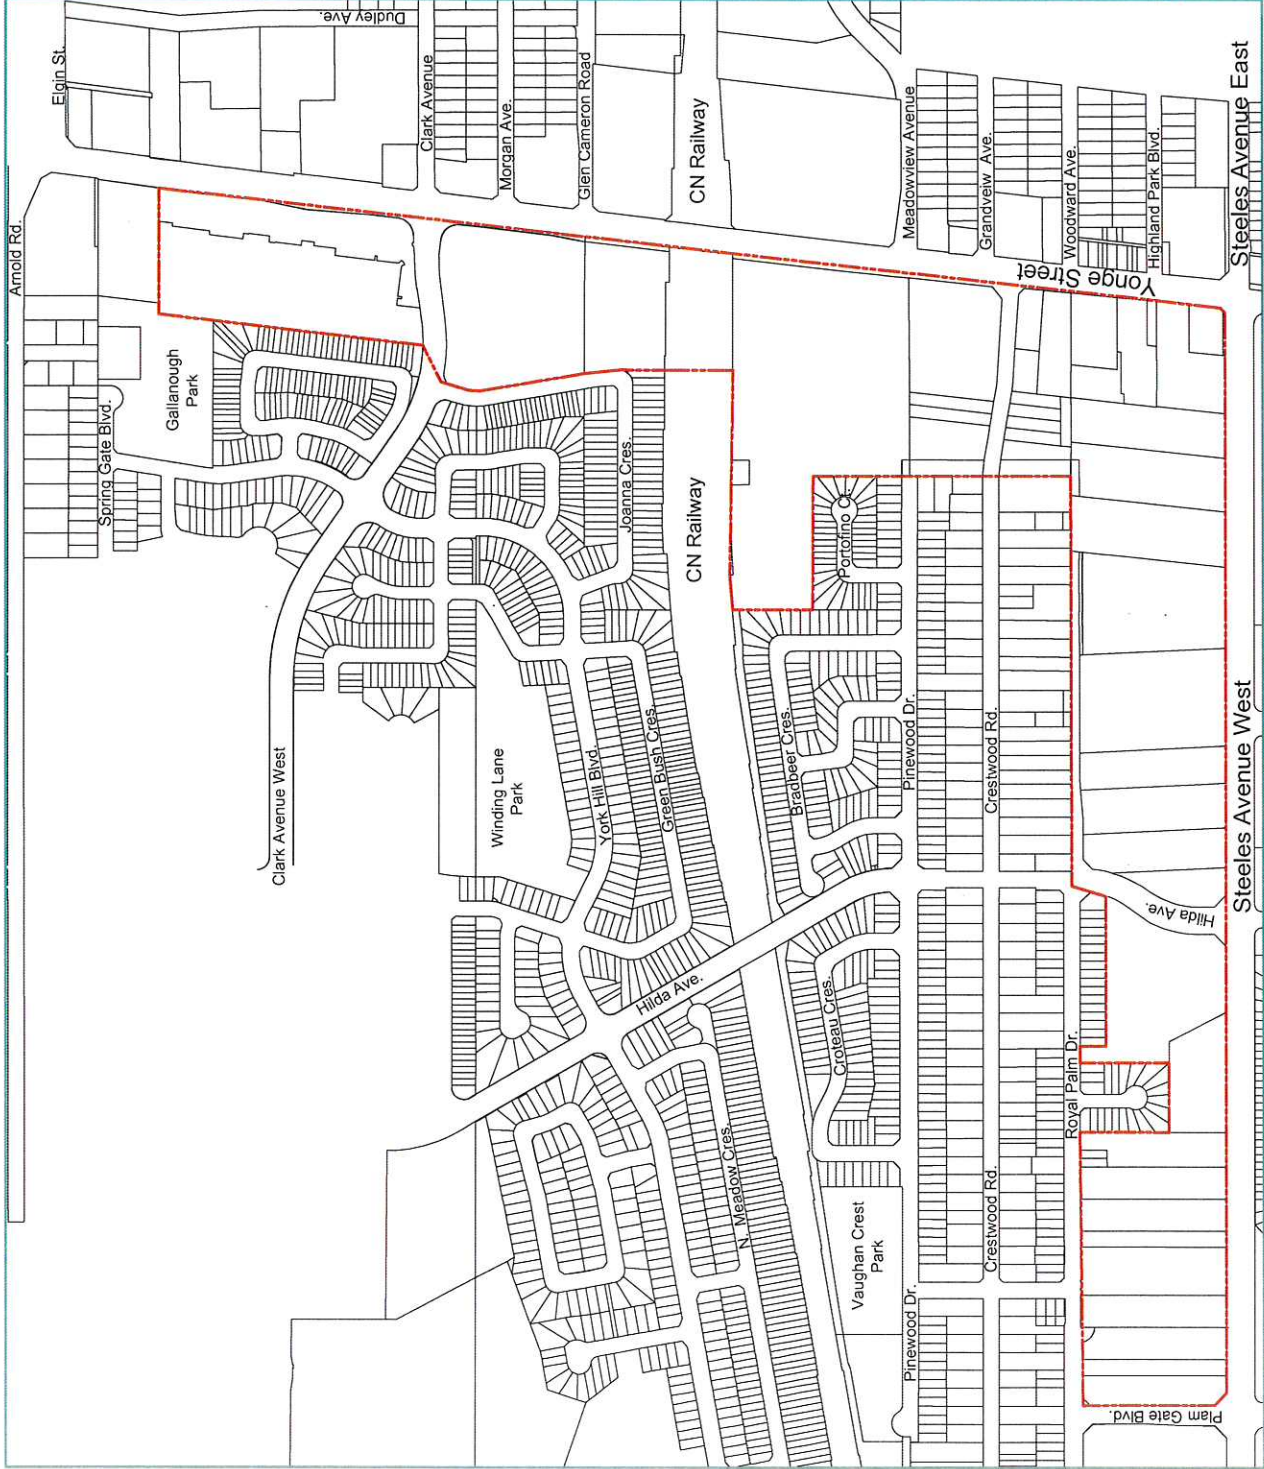 Elgin St.
Dudley Ave.
Clark Avenue
Morgan Ave.
Glen Cameron Road
CN Railway
Meadowview Avenue
Grandveiw Ave.
Woodward Ave.
Highland Park Blvd.
Steeles Avenue East
Yonge Street
Arnold Rd.
Gallanough
Park
Spring Gate Blvd.
Joanna Cres.
CN Railway
Portofino C
Clark Avenue West
Winding Lane
Park
York Hill Blvd.
Green Bush Cres.
Bradbeer Cres.
Pinewood Dr.
Crestwood Rd.
Steeles Avenue West
Hilda Ave.
Hilda Ave.
Croteau Cres.
Royal Palm Dr.
N. Meadow Cres.
Vaughan Crest
Park
Pinewood Dr.
Crestwood Rd.
Plam Gate Blvd.